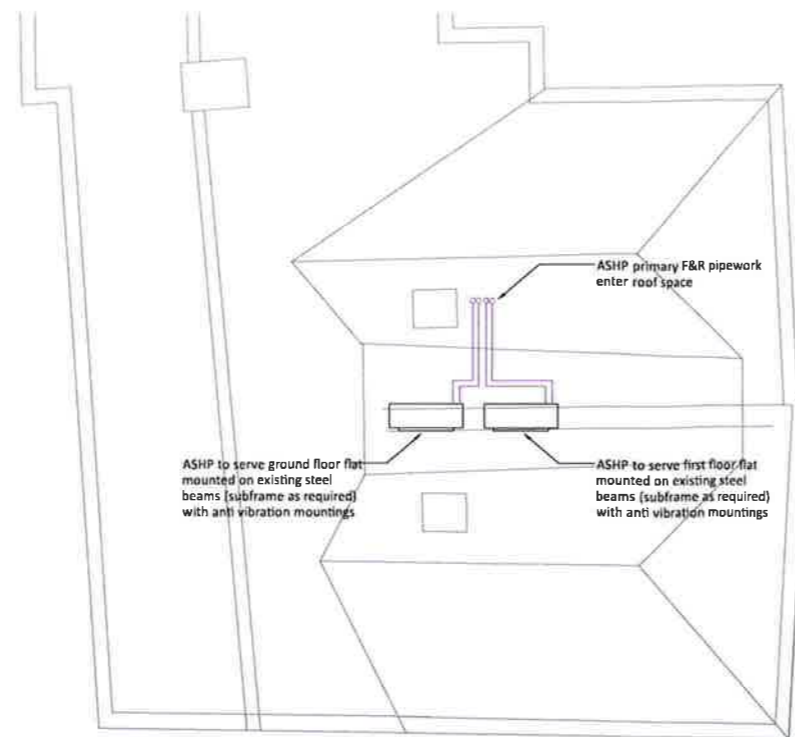 ASHP primary F&R pipework
enter roof space
ASHP to serve ground floor flat
mounted on existing steel
beams (subframe as required)
with anti vibration mountings
ASHP to serve first floor flat
mounted on existing steel
beams (subframe as required)
with anti vibration mountings